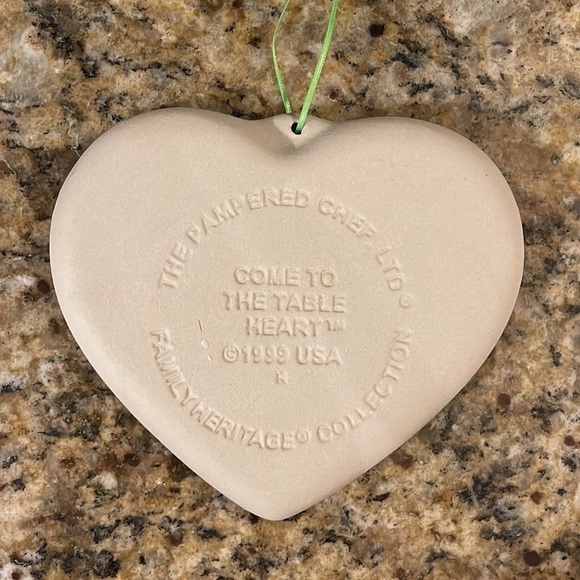 THE PAMPERED CHEF, LTD©
COME TO
THE TABLE
HEART™
©1999 USA
K
FAMILY HERITAGE® COLLECTION